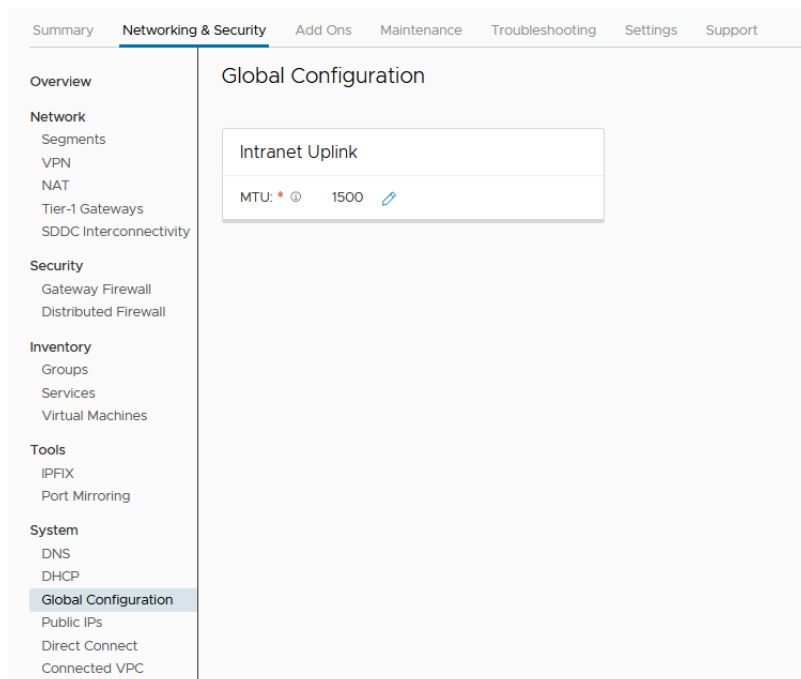 Summary Networking & Security Add Ons Maintenance Troubleshooting Settings Support
Overview
Network
Segments
VPN
NAT
Tier-1 Gateways
SDDC Interconnectivity
Security
Gateway Firewall
Distributed Firewall
Inventory
Groups
Services
Virtual Machines
Tools
IPFIX
Port Mirroring
System
DNS
DHCP
Global Configuration
Public IPs
Direct Connect
Connected VPC
Global Configuration
Intranet Uplink
MTU: * 1500